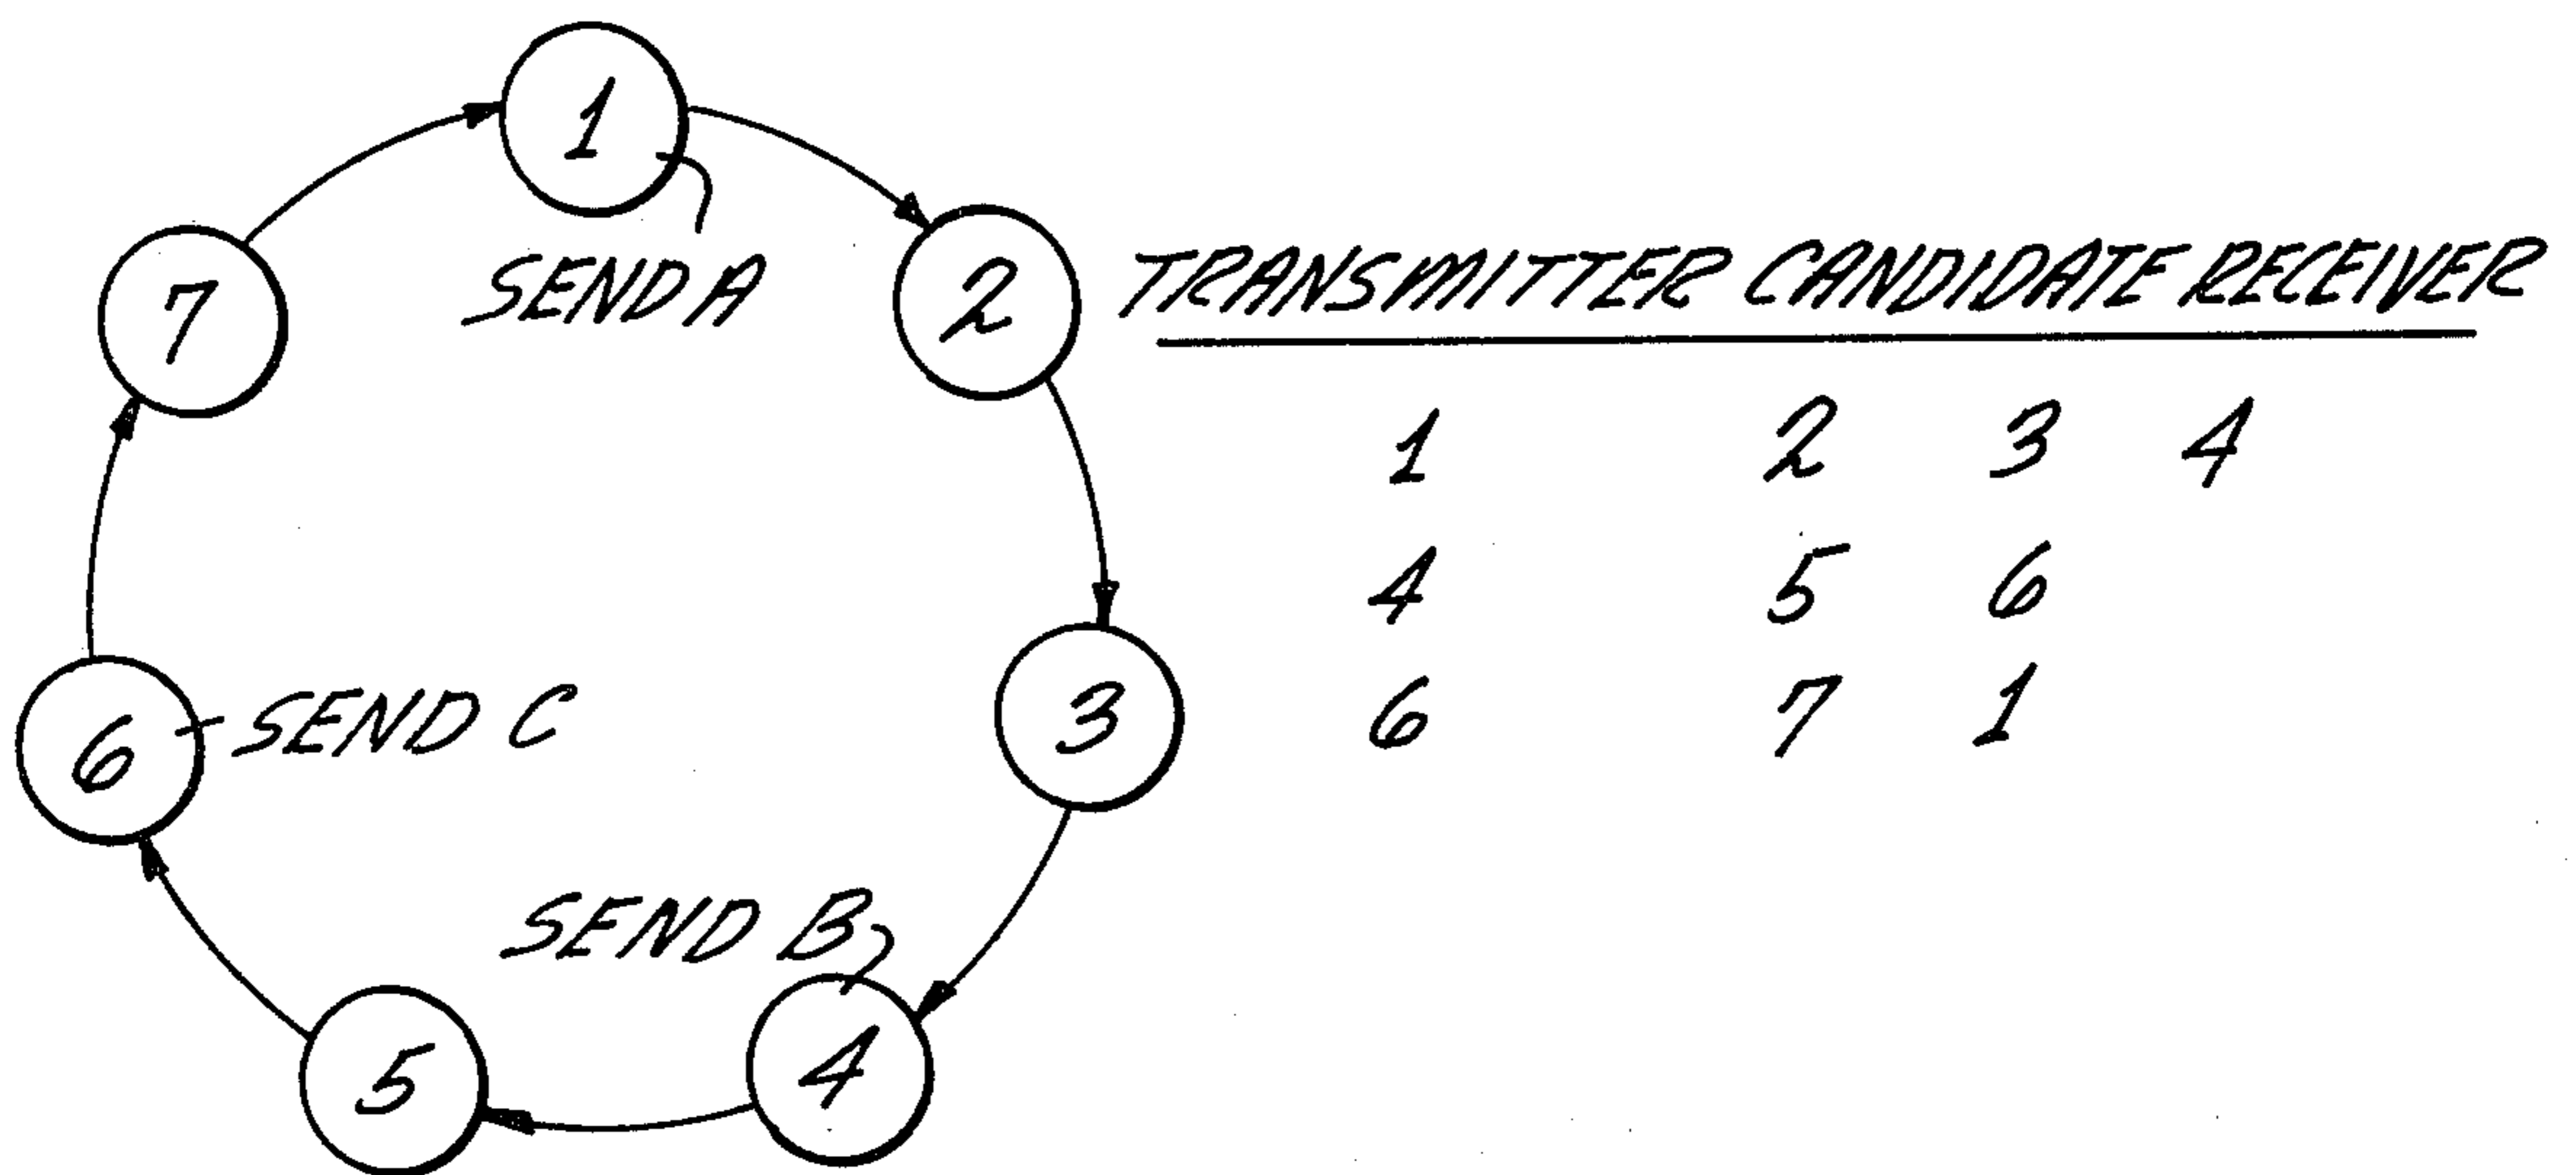 1
SEND A
2
7
3
6
SEND C
SEND B
4
5
TRANSMITTER CANDIDATE RECEIVER
1 2 3 4
4 5 6
6 7 1